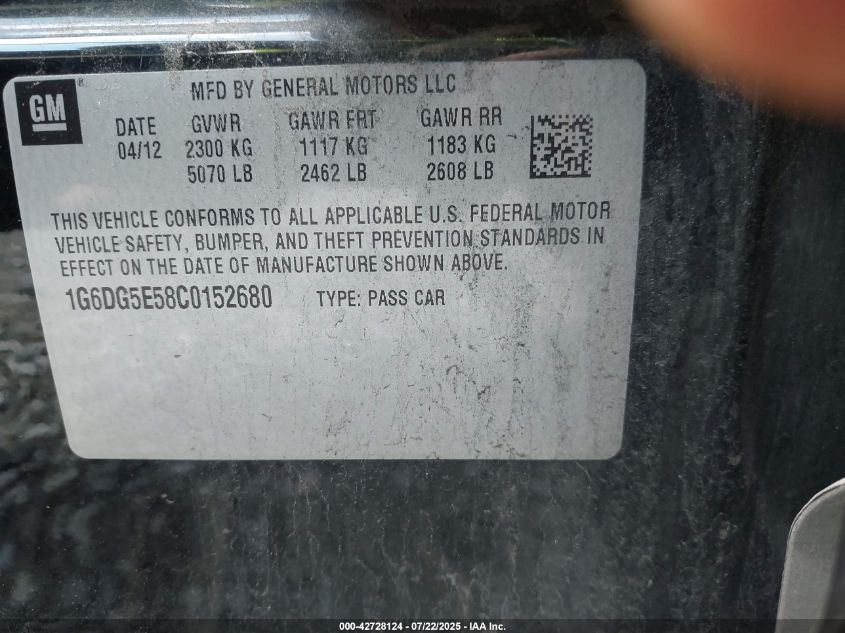 GM
MFD BY GENERAL MOTORS LLC
DATE GVWR GAWR FRT GAWR RR
04/12 2300 KG 1117 KG 1183 KG
5070 LB 2462 LB 2608 LB
THIS VEHICLE CONFORMS TO ALL APPLICABLE U.S. FEDERAL MOTOR
VEHICLE SAFETY, BUMPER, AND THEFT PREVENTION STANDARDS IN
EFFECT ON THE DATE OF MANUFACTURE SHOWN ABOVE.
1G6DG5E58C0152680 TYPE: PASS CAR
000-42728124 - 07/22/2025 - IAA Inc.